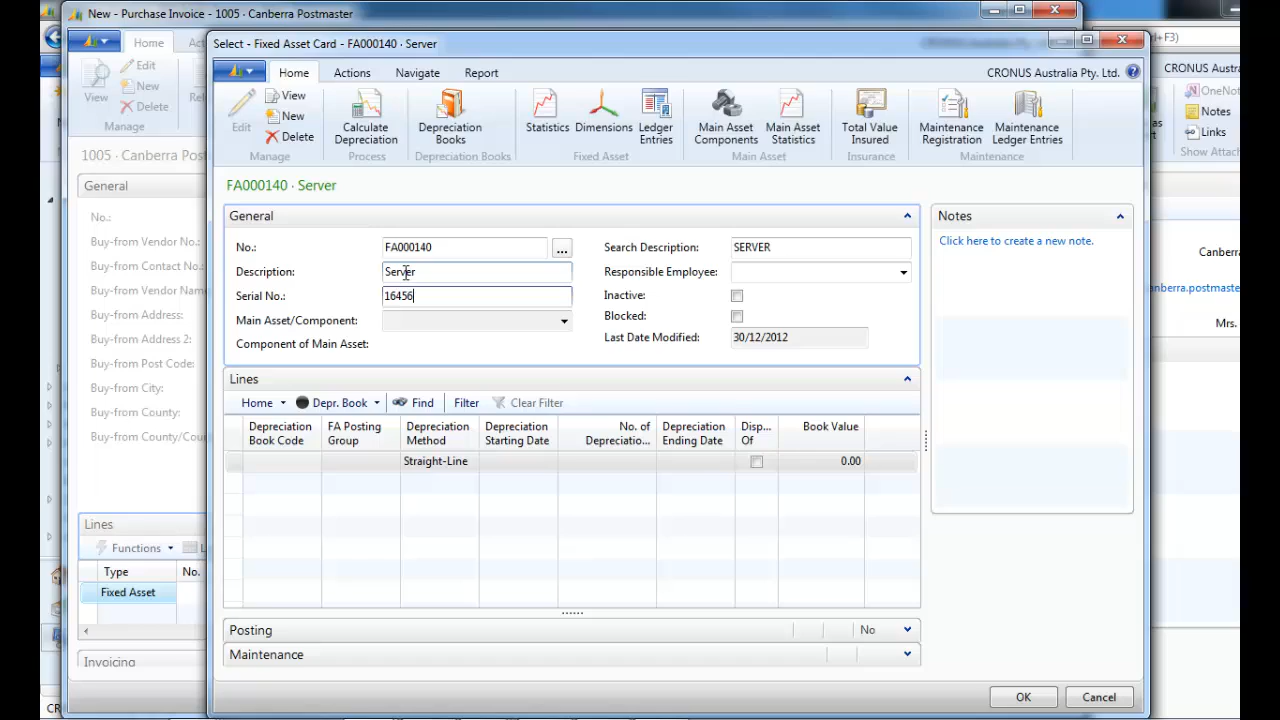 New - Purchase Invoice - 1005 - Canberra Postmaster
Select - Fixed Asset Card - FA000140 · Server
Home
Home Actions Navigate Report
CRONUS Australia Pty. Ltd.
View
Edit
New
Delete
Manage
Edit
View
New
Delete
Manage
Calculate Depreciation
Process
Depreciation Books
Depreciation Books
Statistics
Dimensions
Ledger Entries
Fixed Asset
Main Asset Components
Main Asset Statistics
Main Asset
Total Value Insured
Insurance
Maintenance Registration
Maintenance Ledger Entries
Maintenance
+F3)
CRONUS Austra
OneNot
Notes
Links
Show Attach
1005 · Canberra Post
General
No.:
Buy-from Vendor No.:
Buy-from Contact No.:
Buy-from Vendor Name
Buy-from Address:
Buy-from Address 2:
Buy-from Post Code:
Buy-from City:
Buy-from County:
Buy-from County/Cou
Lines
Functions
Type No.
Fixed Asset
Invoicing
CR
FA000140 · Server
General
No.: FA000140
Description: Server
Serial No.: 16456
Main Asset/Component:
Component of Main Asset:
Search Description: SERVER
Responsible Employee:
Inactive:
Blocked:
Last Date Modified: 30/12/2012
Lines
Home Depr. Book Find Filter Clear Filter
Depreciation Book Code
FA Posting Group
Depreciation Method
Depreciation Starting Date
No. of Depreciatio...
Depreciation Ending Date
Disp... Of
Book Value
Straight-Line 0.00
Posting No
Maintenance
Notes
Click here to create a new note.
Canberr
anberra.postmaste
Mrs.
OK Cancel